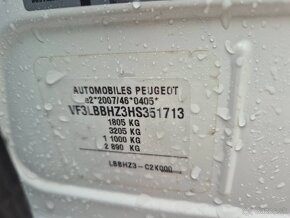 AUTOMOBILES PEUGEOT
e2*2007/46*0405*
VF3LBBHZ3HS351713
1805 KG
3205 KG
1 1000 KG
2 890 KG
LBBHZ3-C2K000